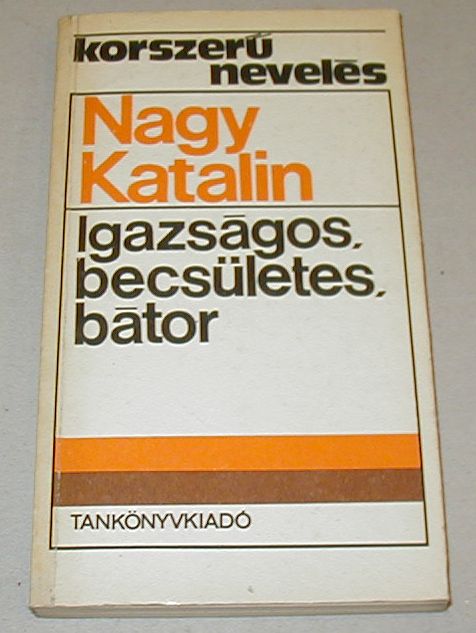 korszerű
nevelés
Nagy
Katalin
Igazságos,
becsületes,
bátor
TANKÖNYVKIADÓ